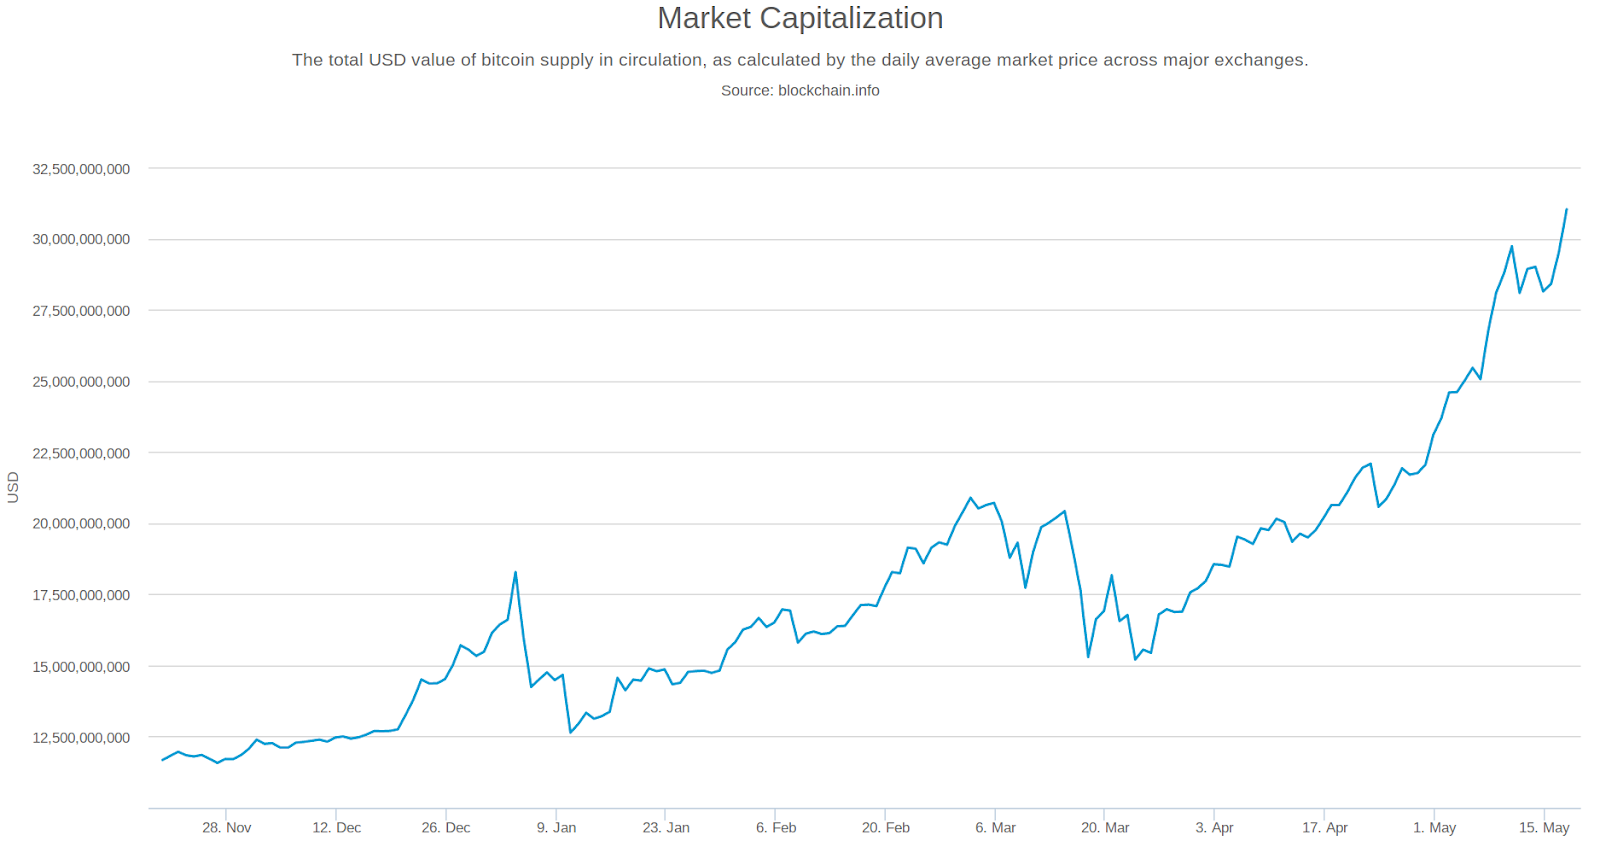 Market Capitalization
The total USD value of bitcoin supply in circulation, as calculated by the daily average market price across major exchanges.
Source: blockchain.info
32,500,000,000
30,000,000,000
27,500,000,000
25,000,000,000
22,500,000,000
USD
20,000,000,000
17,500,000,000
15,000,000,000
12,500,000,000
28. Nov 12. Dec 26. Dec 9. Jan 23. Jan 6. Feb 20. Feb 6. Mar 20. Mar 3. Apr 17. Apr 1. May 15. May